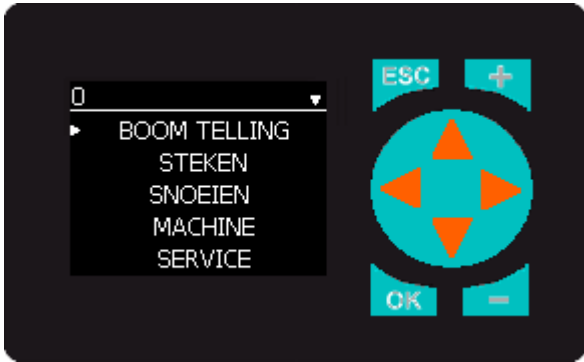 0
BOOM TELLING
STEKEN
SNOEIEN
MACHINE
SERVICE
ESC +
OK -